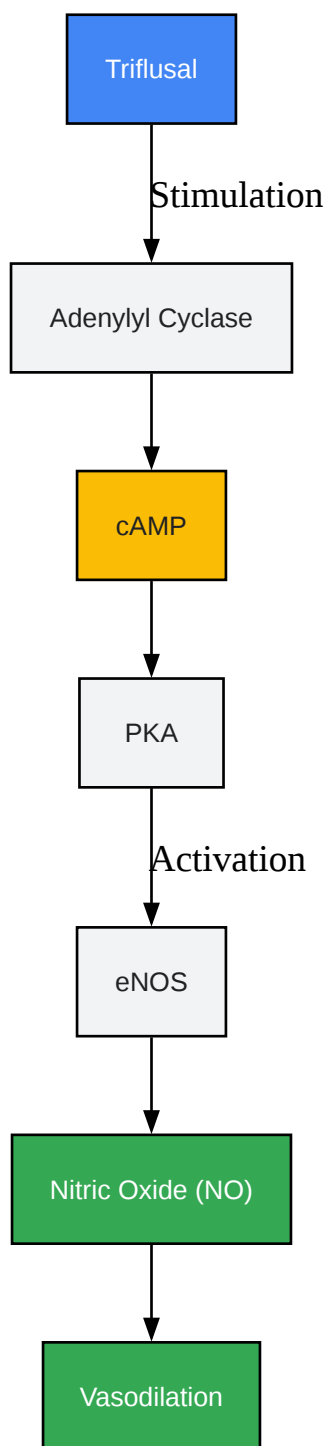 Triflusal
Stimulation
Adenylyl Cyclase
cAMP
PKA
Activation
eNOS
Nitric Oxide (NO)
Vasodilation